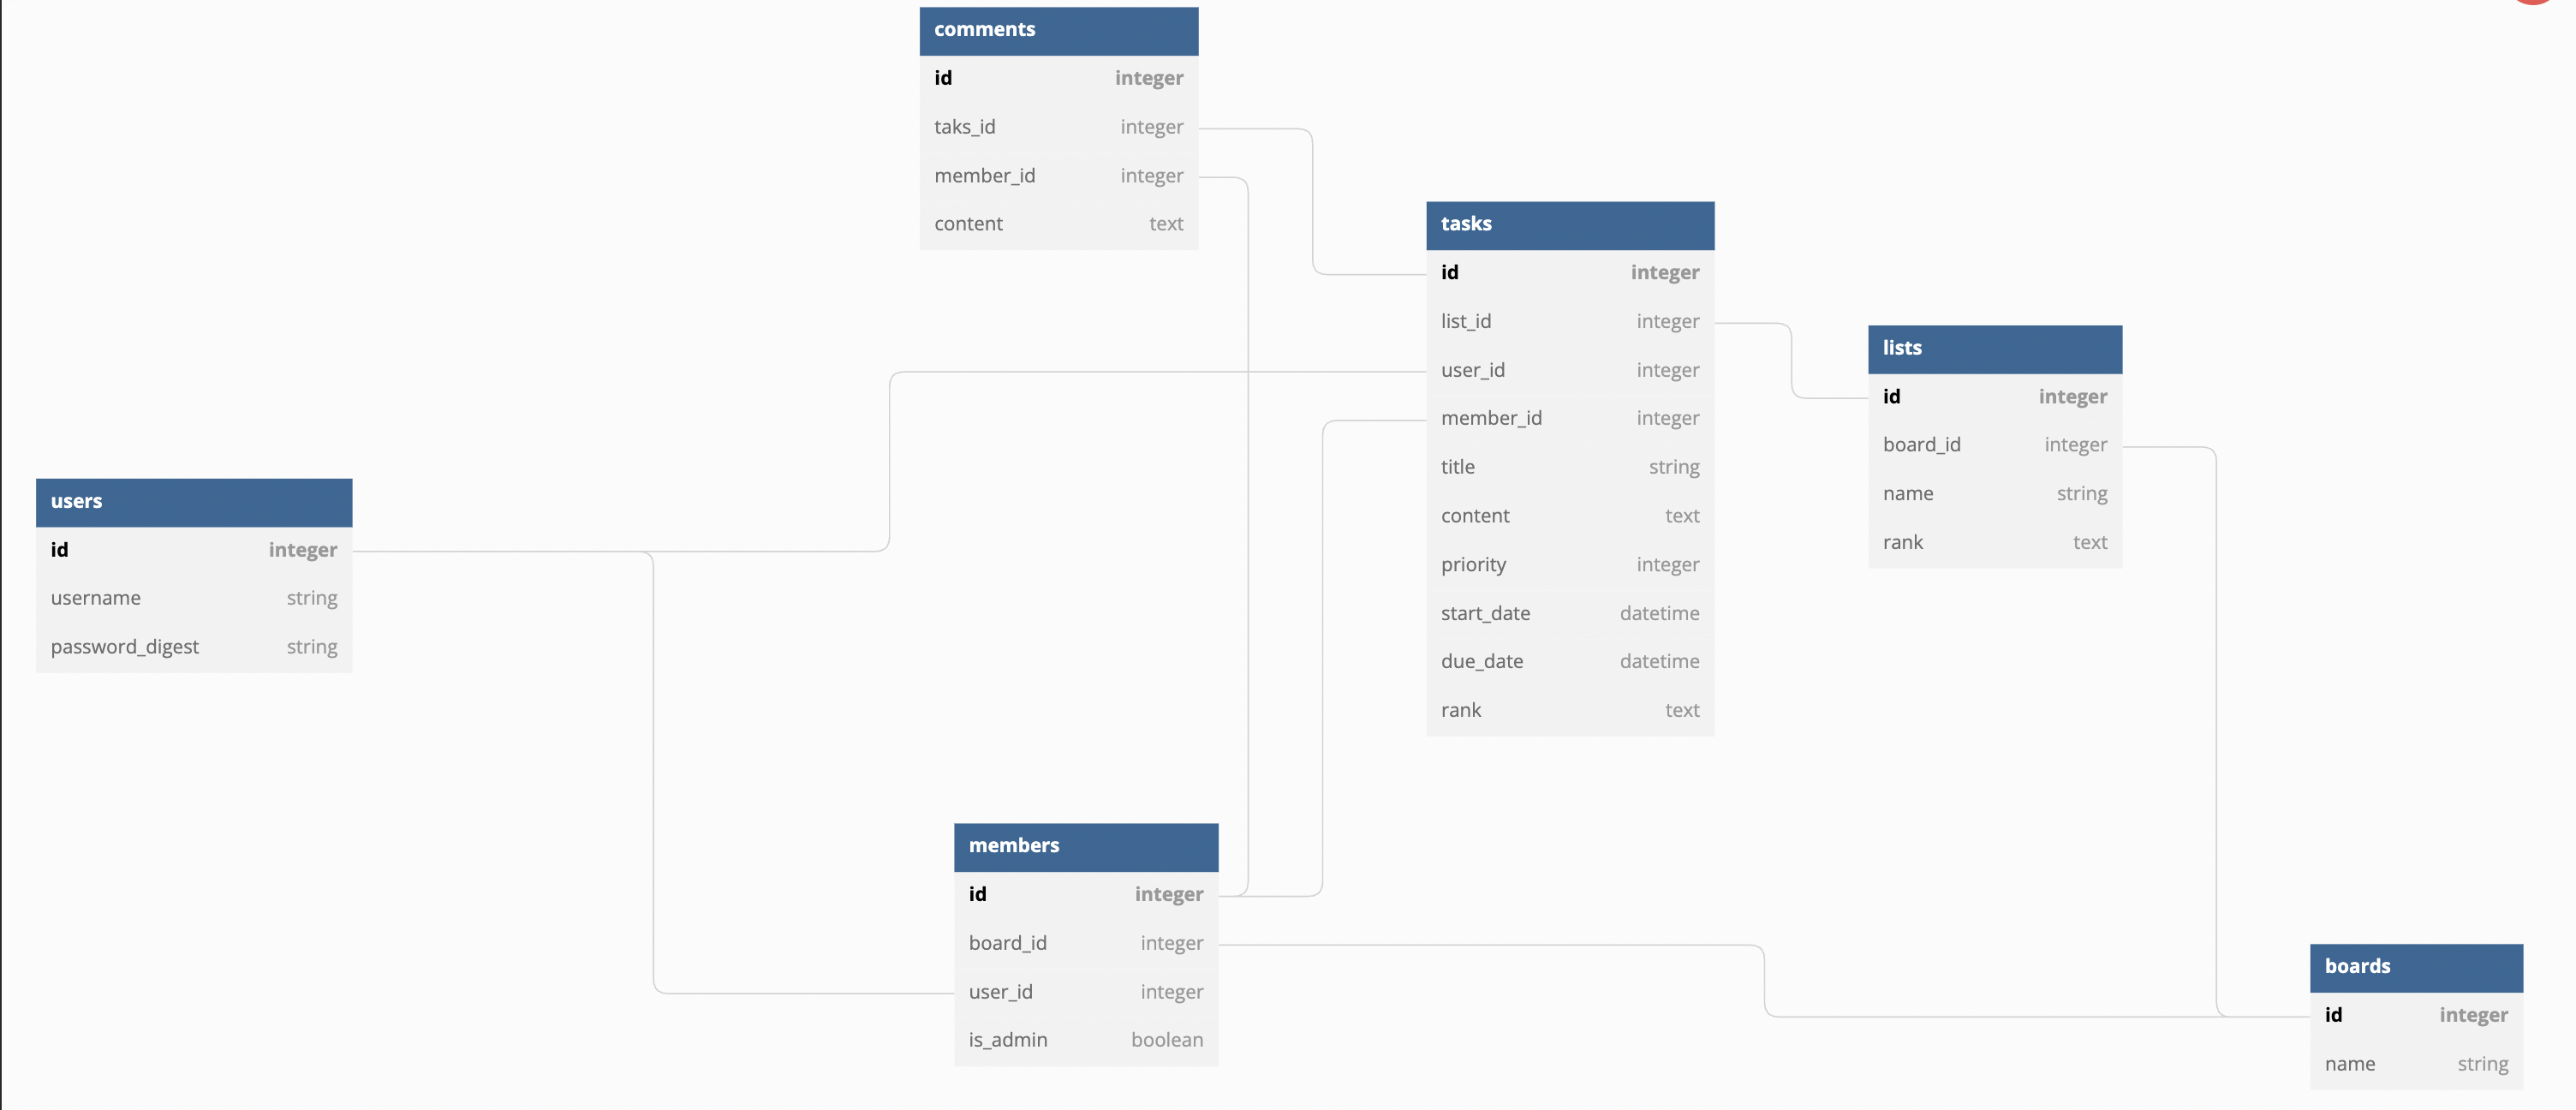 comments
id integer
taks_id integer
member_id integer
content text
tasks
id integer
list_id integer
user_id integer
member_id integer
title string
content text
priority integer
start_date datetime
due_date datetime
rank text
lists
id integer
board_id integer
name string
rank text
users
id integer
username string
password_digest string
members
id integer
board_id integer
user_id integer
is_admin boolean
boards
id integer
name string